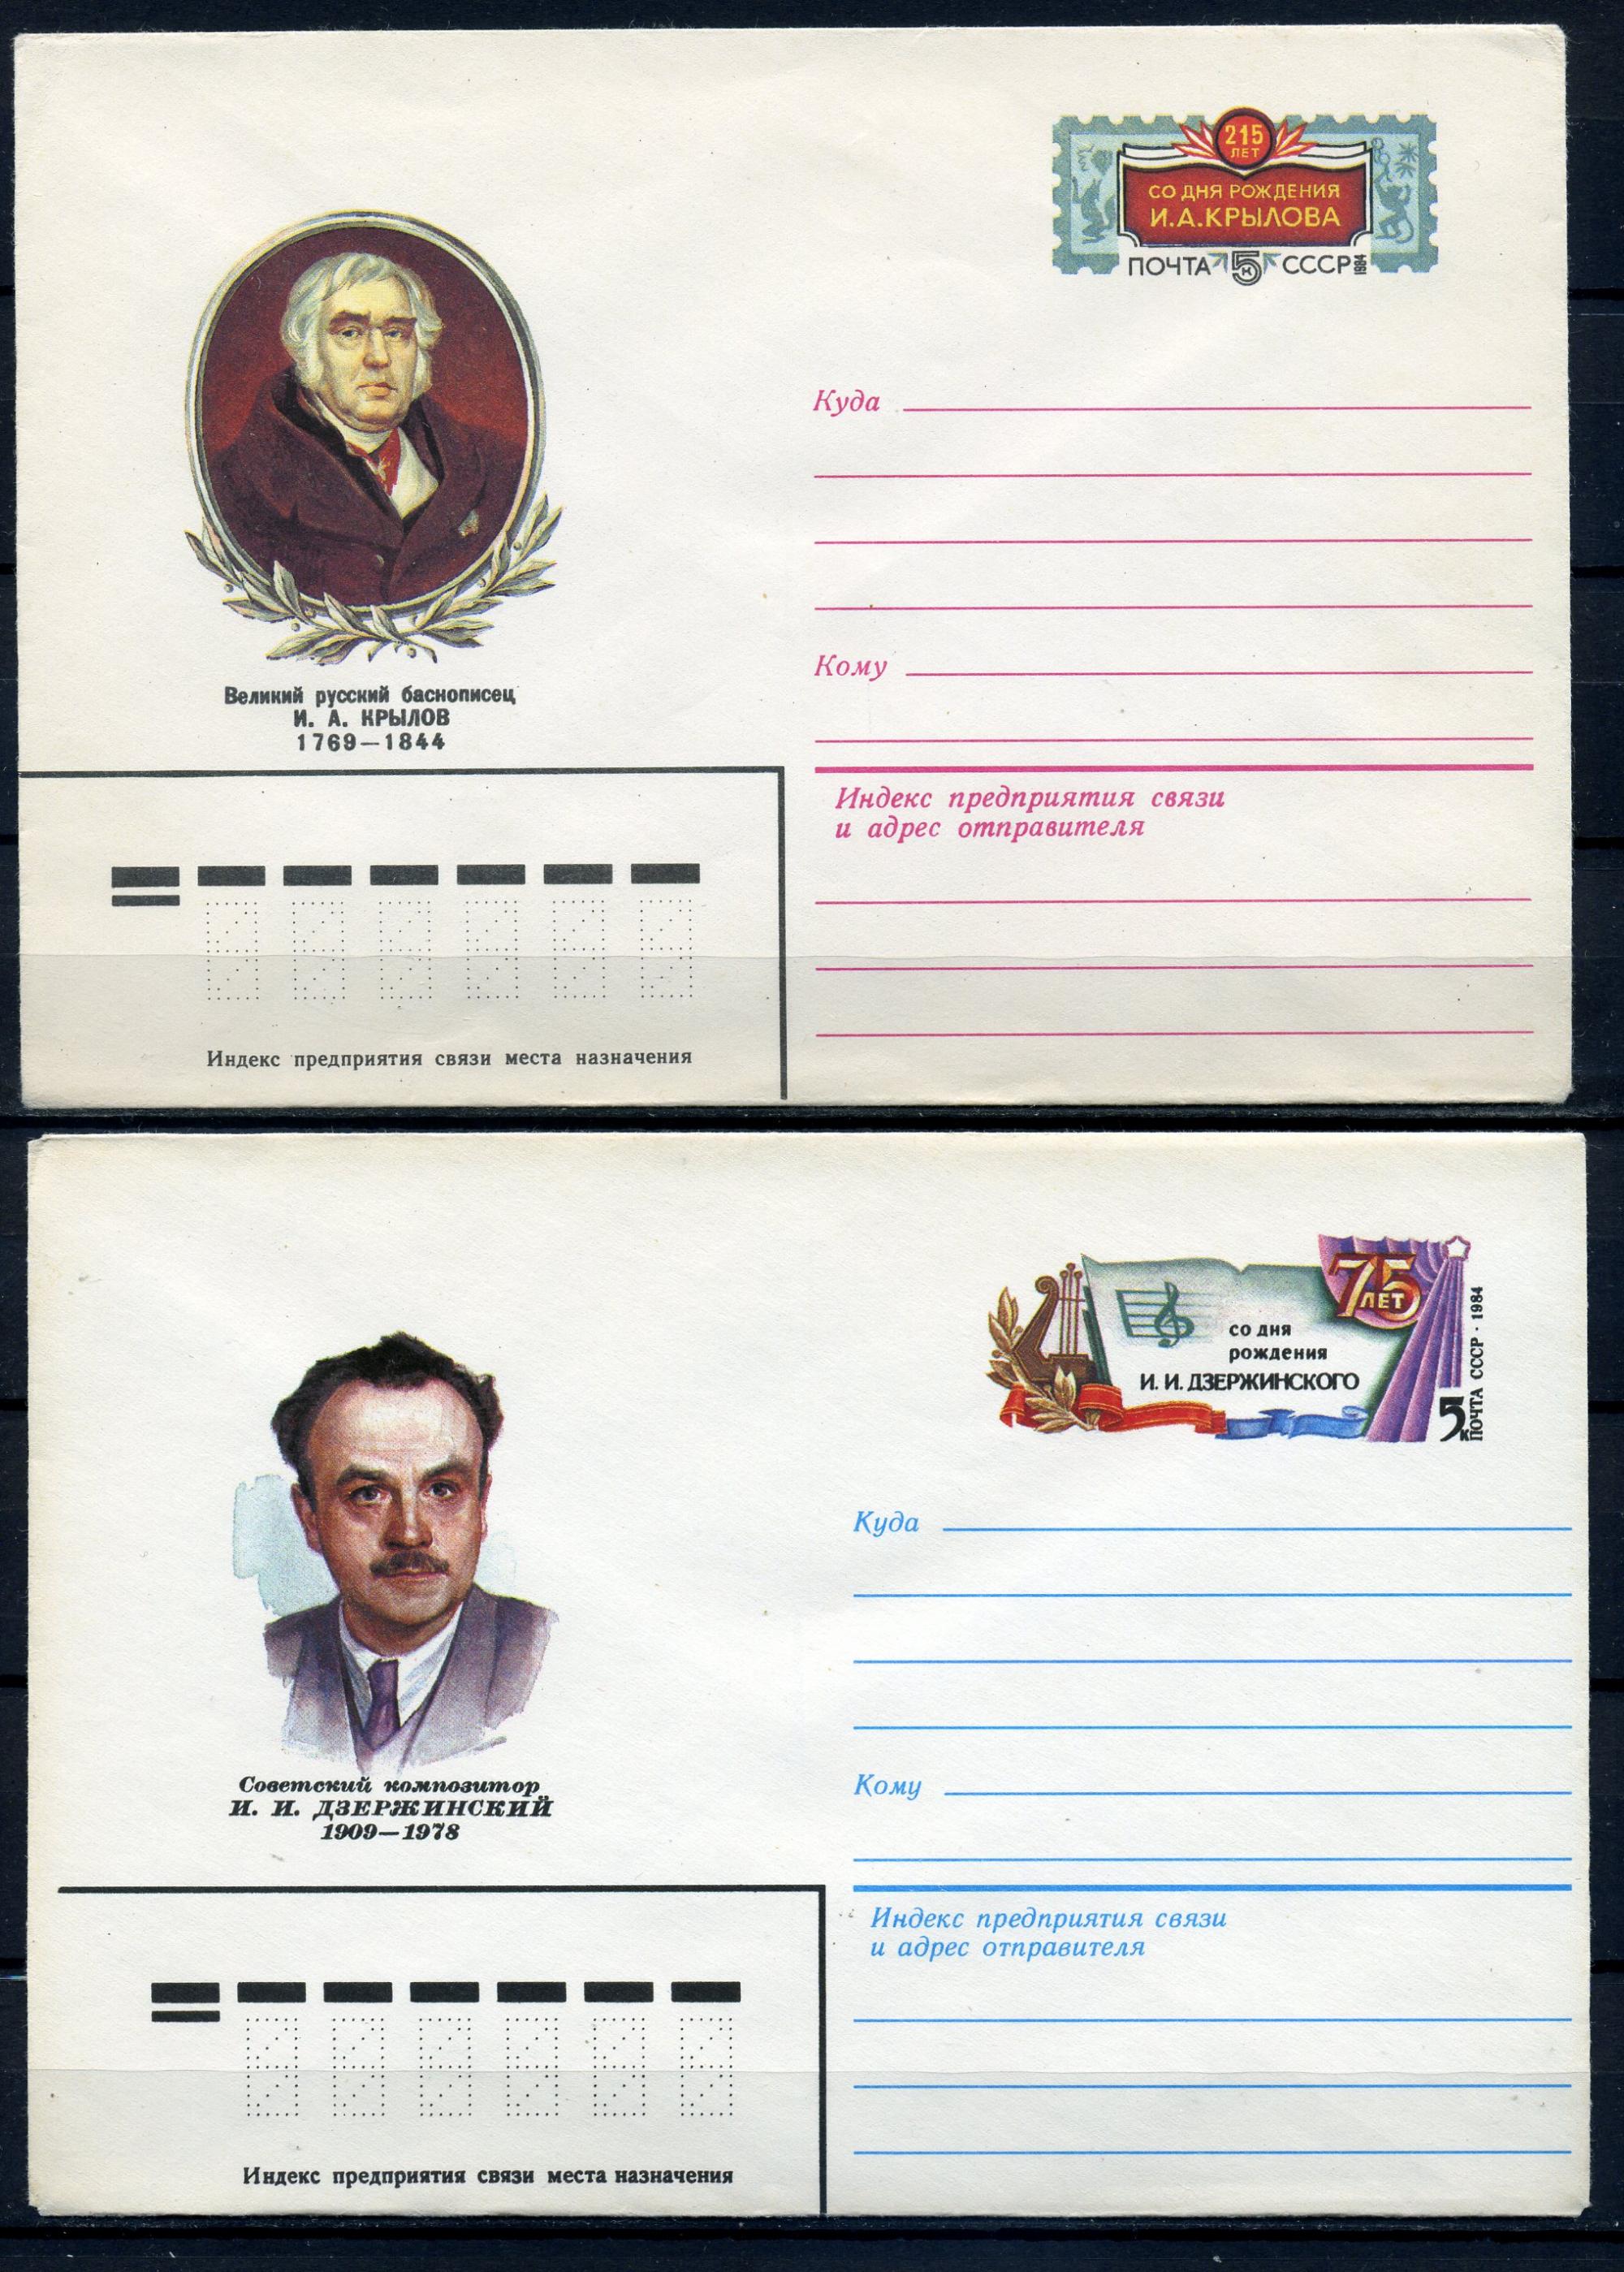 215
ЛЕТ
СО ДНЯ РОЖДЕНИЯ
И.А.КРЫЛОВА
ПОЧТА 5К СССР 1984
Куда
Кому
Великий русский баснописец
И. А. КРЫЛОВ
1769—1844
Индекс предприятия связи
и адрес отправителя
Индекс предприятия связи места назначения
75
ЛЕТ
со дня
рождения
И. И. ДЗЕРЖИНСКОГО
5К
ПОЧТА СССР · 1984
Куда
Кому
Советский композитор
И. И. ДЗЕРЖИНСКИЙ
1909—1978
Индекс предприятия связи
и адрес отправителя
Индекс предприятия связи места назначения